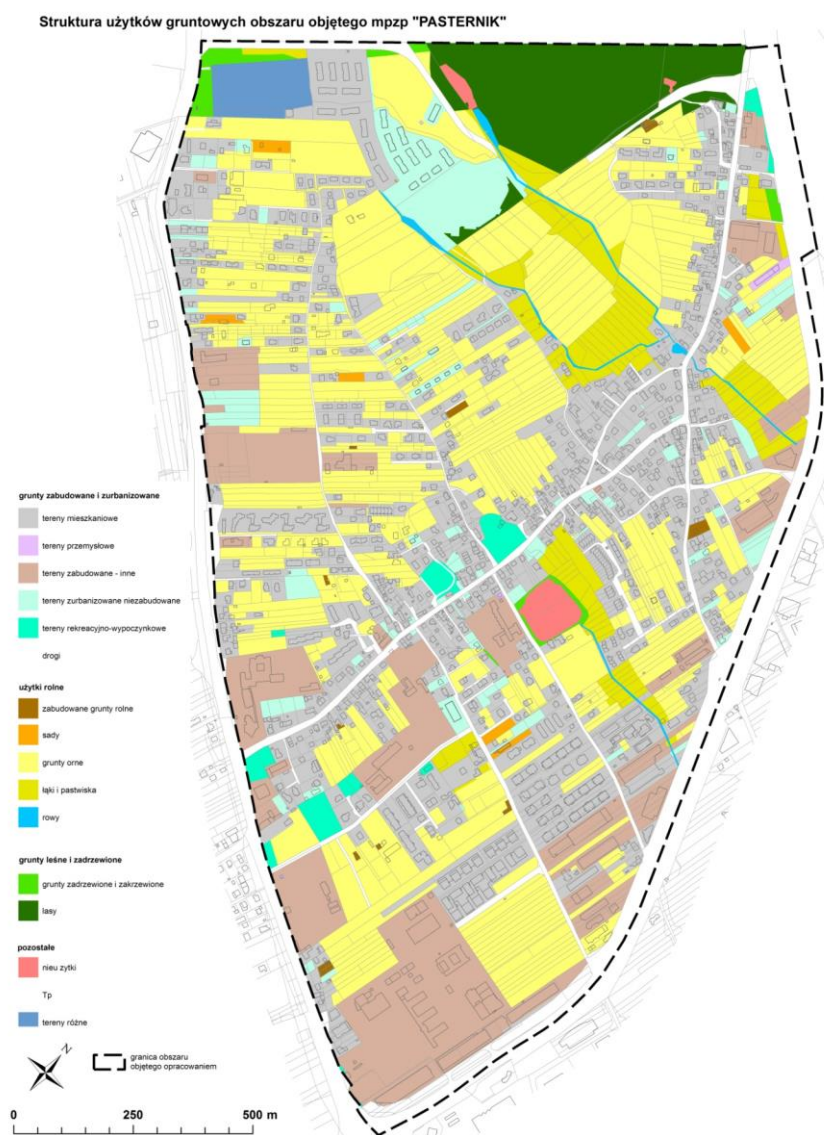 Struktura użytków gruntowych obszaru objętego mpzp "PASTERNIK"
grunty zabudowane i zurbanizowane
tereny mieszkaniowe
tereny przemysłowe
tereny zabudowane - inne
tereny zurbanizowane niezabudowane
tereny rekreacyjno-wypoczynkowe
drogi
użytki rolne
zabudowane grunty rolne
sady
grunty orne
łąki i pastwiska
rowy
grunty leśne i zadrzewione
grunty zadrzewione i zakrzewione
lasy
pozostałe
nieu zytki
Tp
tereny różne
N
granica obszaru
objętego opracowaniem
0 250 500 m